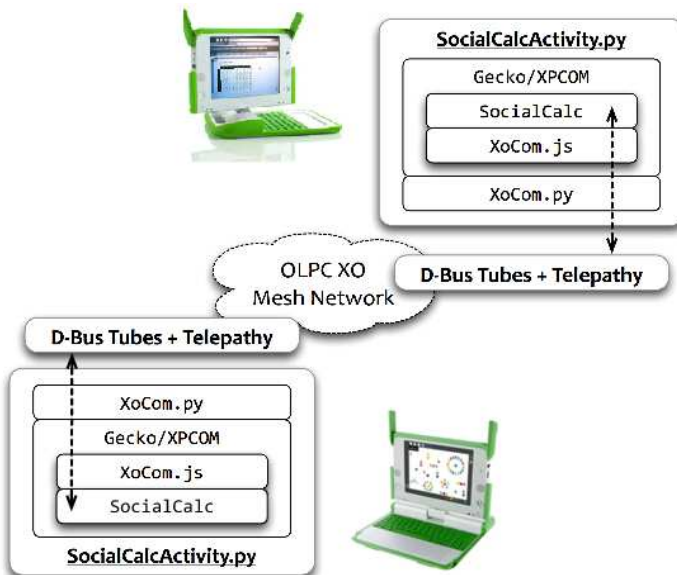 SocialCalcActivity.py
Gecko/XPCOM
SocialCalc
XoCom.js
XoCom.py
D-Bus Tubes + Telepathy
OLPC XO
Mesh Network
D-Bus Tubes + Telepathy
XoCom.py
Gecko/XPCOM
XoCom.js
SocialCalc
SocialCalcActivity.py